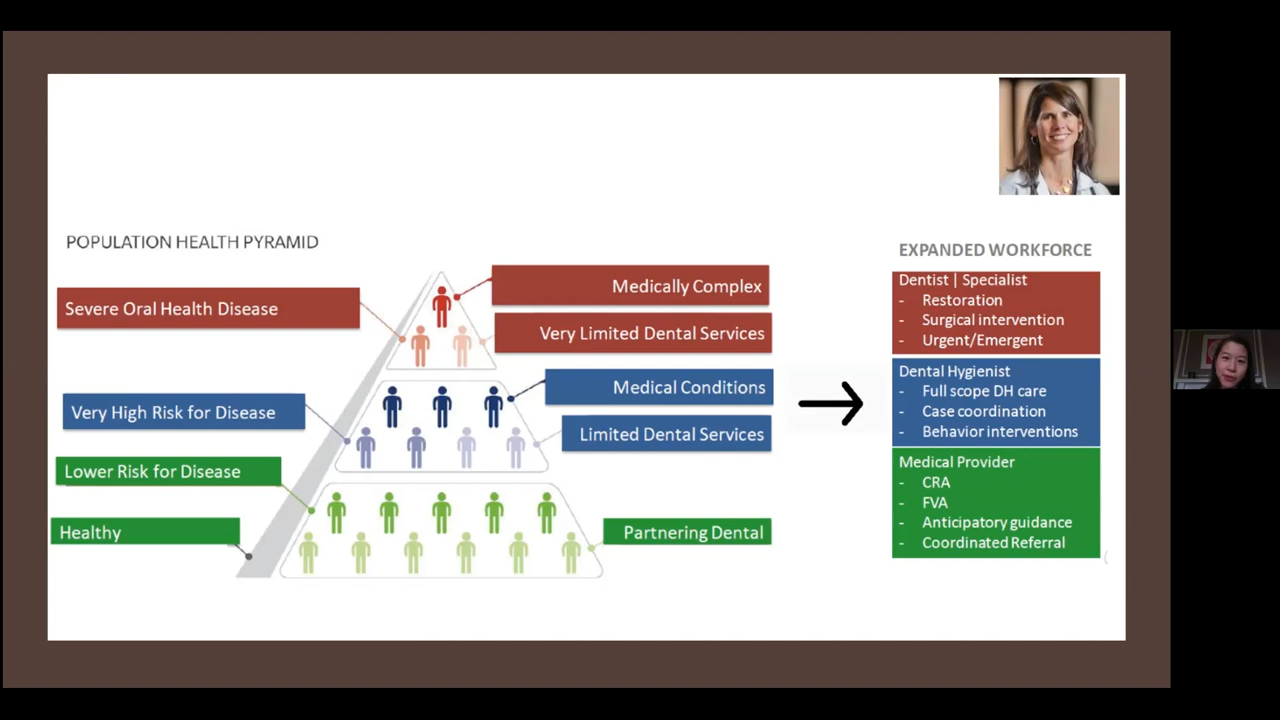 POPULATION HEALTH PYRAMID
Severe Oral Health Disease
Very High Risk for Disease
Lower Risk for Disease
Healthy
Medically Complex
Very Limited Dental Services
Medical Conditions
Limited Dental Services
Partnering Dental
EXPANDED WORKFORCE
Dentist | Specialist
- Restoration
- Surgical intervention
- Urgent/Emergent
Dental Hygienist
- Full scope DH care
- Case coordination
- Behavior interventions
Medical Provider
- CRA
- FVA
- Anticipatory guidance
- Coordinated Referral